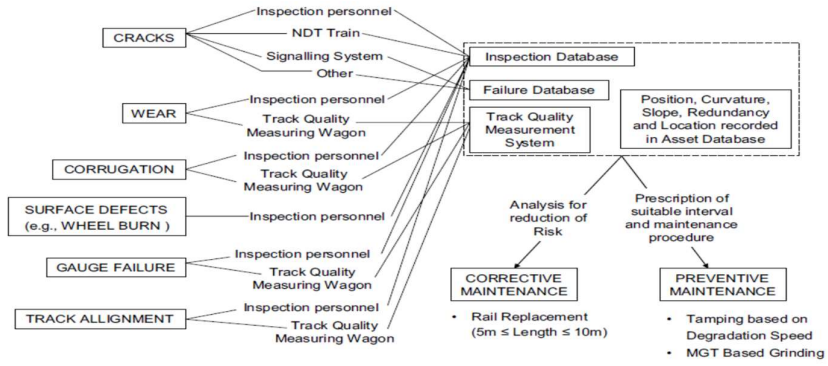 CRACKS
Inspection personnel
NDT Train
Signalling System
Other
WEAR
Inspection personnel
Track Quality
Measuring Wagon
CORRUGATION
Inspection personnel
Track Quality
Measuring Wagon
SURFACE DEFECTS
(e.g., WHEEL BURN )
Inspection personnel
GAUGE FAILURE
Inspection personnel
Track Quality
Measuring Wagon
TRACK ALLIGNMENT
Inspection personnel
Track Quality
Measuring Wagon
Inspection Database
Failure Database
Track Quality
Measurement
System
Position, Curvature,
Slope, Redundancy
and Location recorded
in Asset Database
Analysis for
reduction of
Risk
Prescription of
suitable interval
and maintenance
procedure
CORRECTIVE
MAINTENANCE
• Rail Replacement
(5m ≤ Length ≤ 10m)
PREVENTIVE
MAINTENANCE
• Tamping based on
Degradation Speed
• MGT Based Grinding